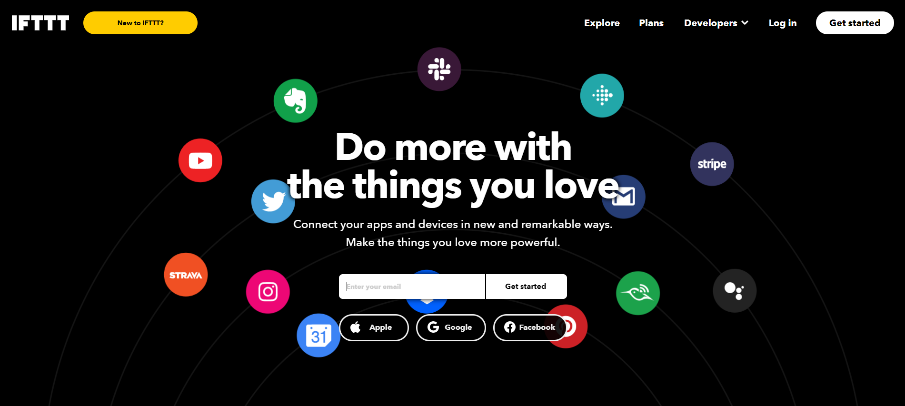 IFTTT
New to IFTTT?
Explore
Plans
Developers
Log in
Get started
stripe
Do more with
the things you love
Connect your apps and devices in new and remarkable ways.
Make the things you love more powerful.
STRAVA
Enter your email
Get started
31
Apple
Google
Facebook